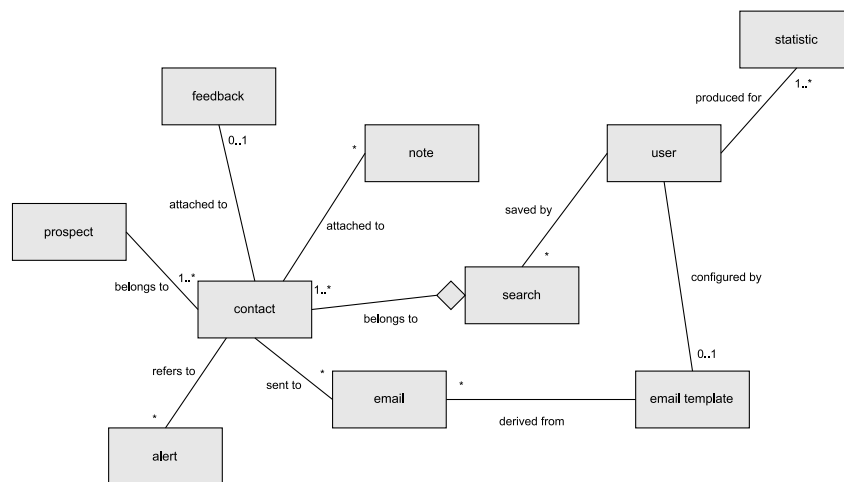 statistic
1..*
produced for
feedback
0..1
*
note
user
attached to
attached to
saved by
prospect
*
1..*
belongs to
1..*
contact
search
configured by
belongs to
refers to
sent to
*
0..1
email
*
email template
derived from
*
alert